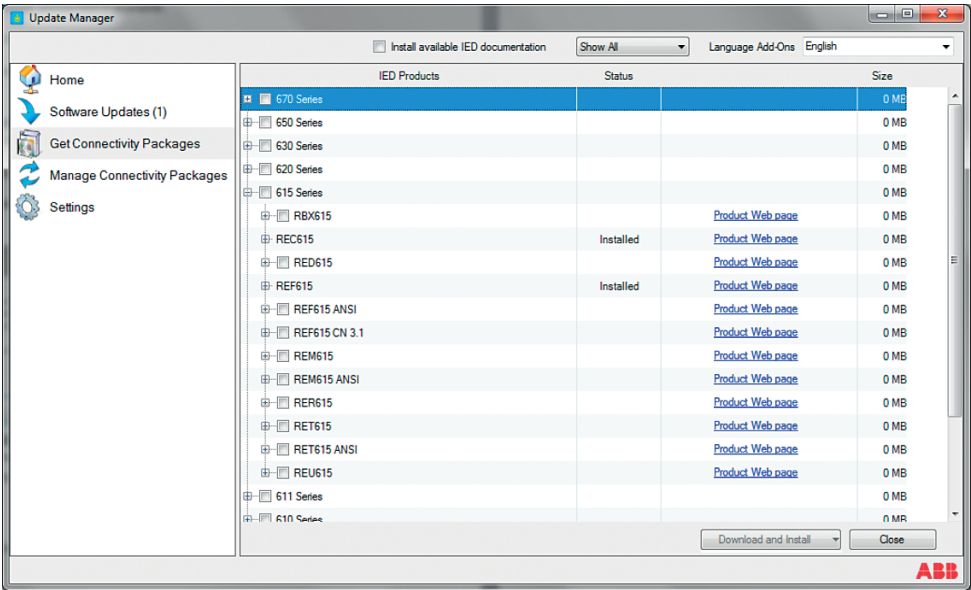 Update Manager
Install available IED documentation Show All Language Add-Ons English
Home
Software Updates (1)
Get Connectivity Packages
Manage Connectivity Packages
Settings
IED Products Status Size
670 Series 0 MB
650 Series 0 MB
630 Series 0 MB
620 Series 0 MB
615 Series 0 MB
RBX615 Product Web page 0 MB
REC615 Installed Product Web page 0 MB
RED615 Product Web page 0 MB
REF615 Installed Product Web page 0 MB
REF615 ANSI Product Web page 0 MB
REF615 CN 3.1 Product Web page 0 MB
REM615 Product Web page 0 MB
REM615 ANSI Product Web page 0 MB
RER615 Product Web page 0 MB
RET615 Product Web page 0 MB
RET615 ANSI Product Web page 0 MB
REU615 Product Web page 0 MB
611 Series 0 MB
610 Series 0 MB
Download and Install Close
ABB